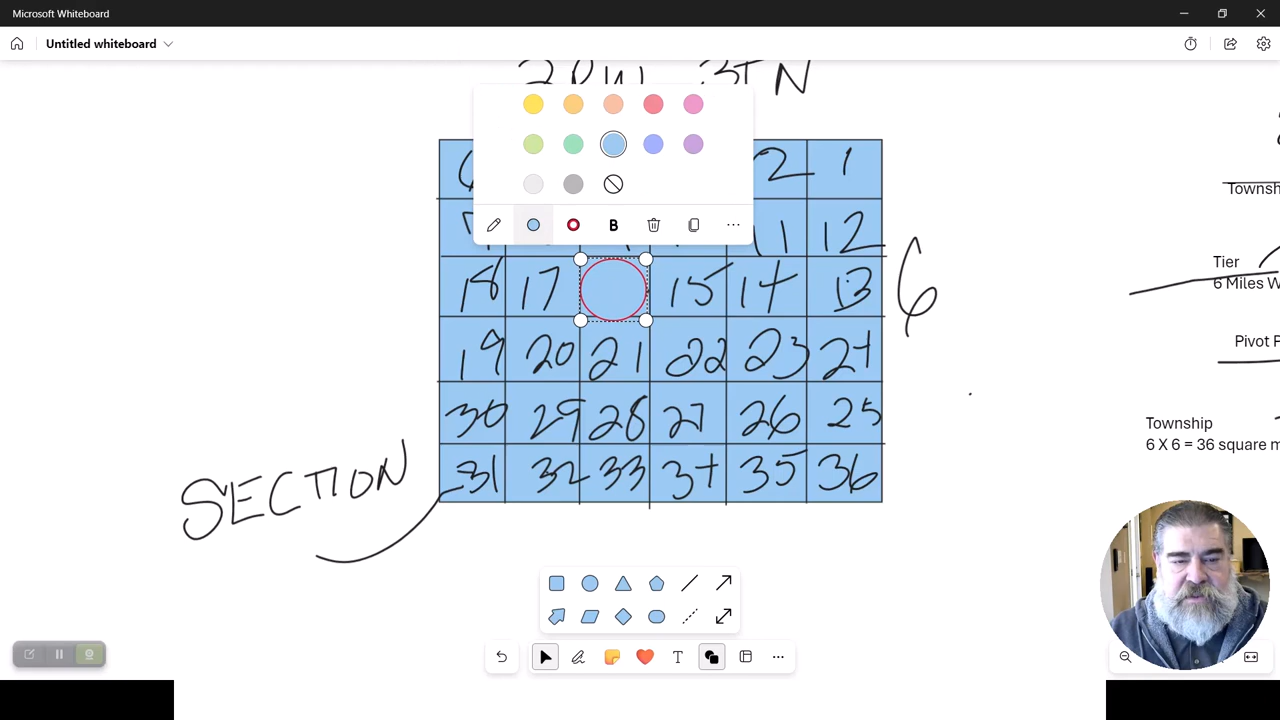 Microsoft Whiteboard
Untitled whiteboard
2 1
11 12
18 17 15 14 13
6
19 20 21 22 23 24
30 29 28 27 26 25
31 32 33 34 35 36
SECTION
B
T
Townsh
Tier
6 Miles W
Pivot P
Township
6 X 6 = 36 square m